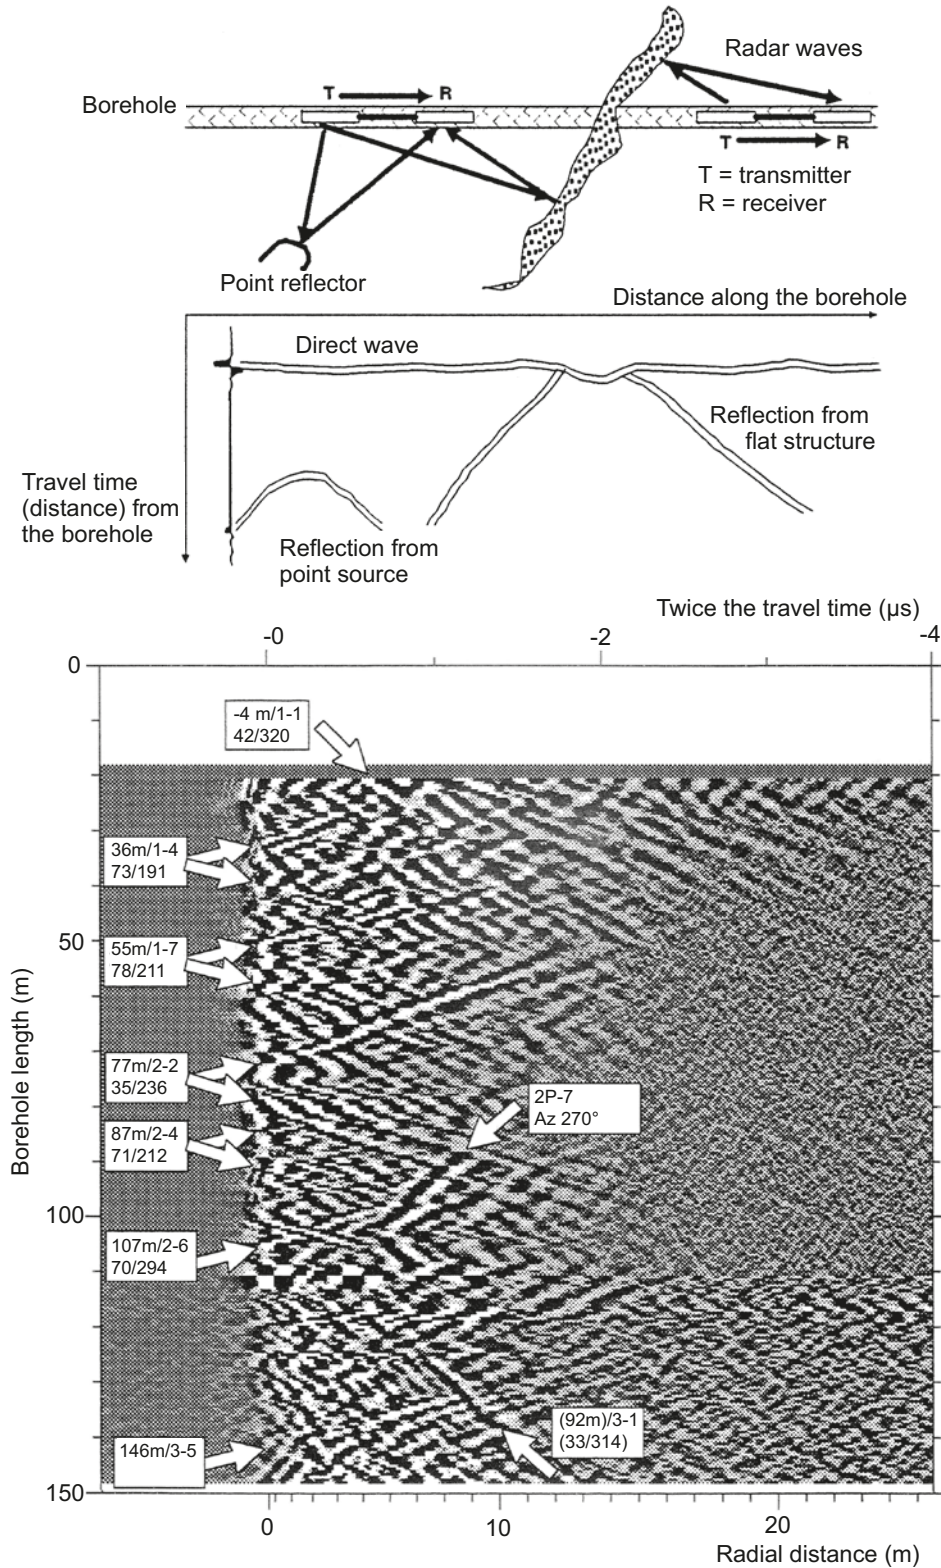 Radar waves
Borehole
T R
T R
T = transmitter
R = receiver
Point reflector
Distance along the borehole
Direct wave
Reflection from
flat structure
Travel time
(distance) from
the borehole
Reflection from
point source
Twice the travel time (µs)
-0 -2 -4
0
-4 m/1-1
42/320
36m/1-4
73/191
50
55m/1-7
78/211
77m/2-2
35/236
2P-7
Az 270°
87m/2-4
71/212
Borehole length (m)
100
107m/2-6
70/294
(92m)/3-1
(33/314)
146m/3-5
150
0 10 20
Radial distance (m)